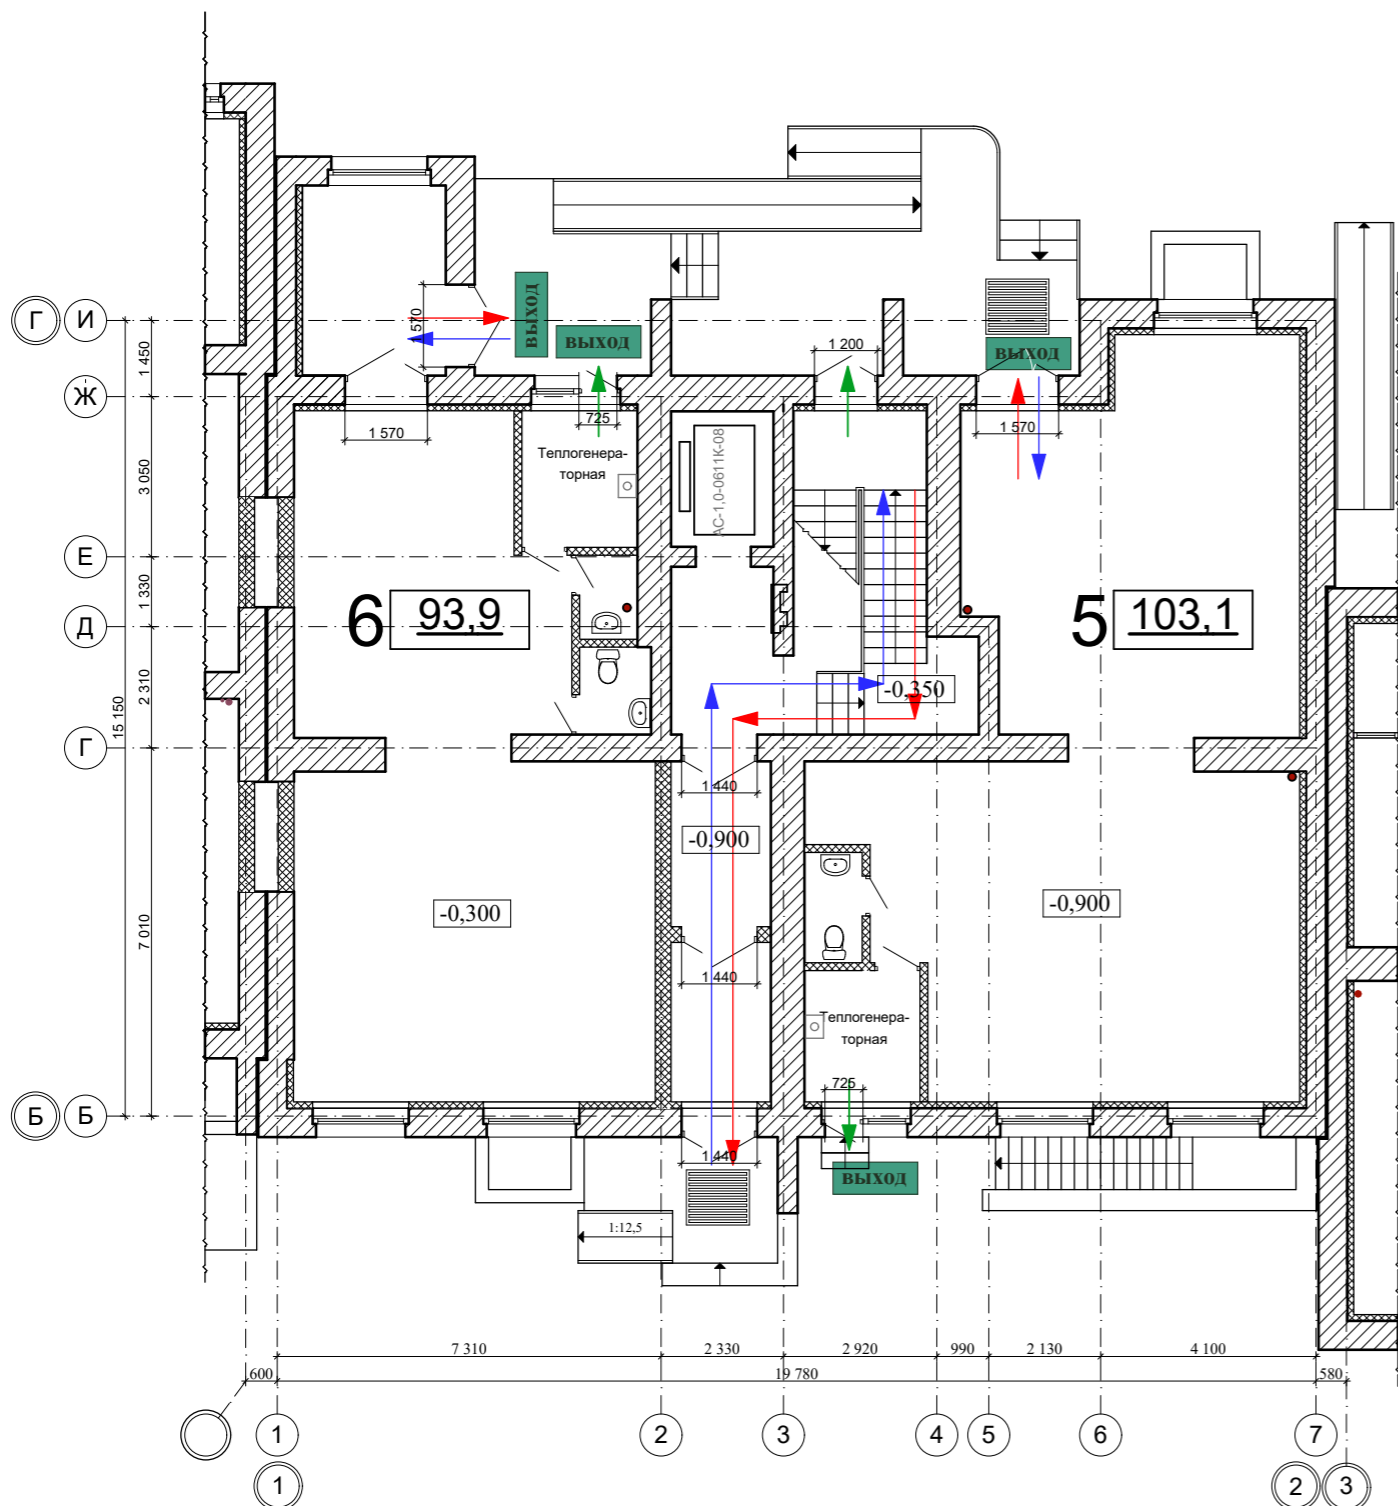 Г И
1 450
Ж
3 050
Е
1 330
Д
2 310
15 150
Г
7 010
Б Б
1 570
ВЫХОД
ВЫХОД
1 200
ВЫХОД
1 570
725
1 570
Теплогенера-
торная
АС-1,0-0611К-08
6 93,9
5 103,1
-0,350
1 440
-0,900
-0,300
-0,900
1 440
Теплогенера-
торная
725
1 440
ВЫХОД
1:12,5
7 310 2 330 2 920 990 2 130 4 100
600 19 780 580
1 2 3 4 5 6 7
1 2 3